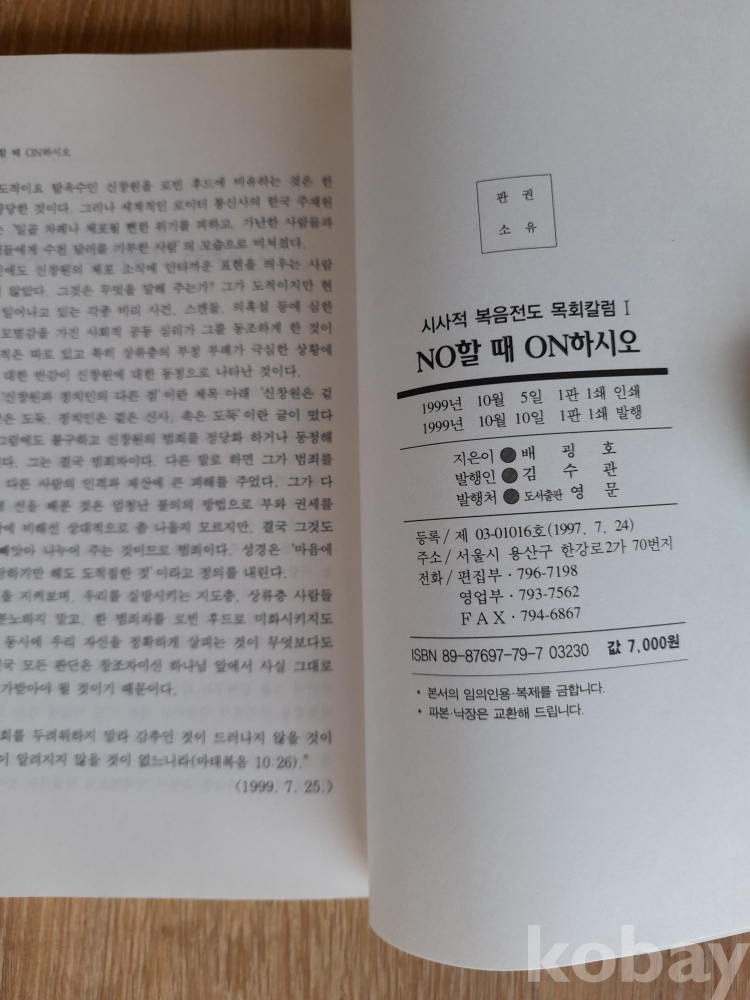 할 때 ON하시오
도적이요 탈옥수인 신창원을 로빈 후드에 비유하는 것은 한
당한 것이다. 그러나 세계적인 로이터 통신사의 한국 주재원
는 '일곱 차례나 체포될 뻔한 위기를 피하고, 가난한 사람들과
들에게 수천 달러를 기부한 사람'의 모습으로 비쳐졌다.
에도 신창원의 체포 소식에 안타까운 표현을 띄우는 사람
않았다. 그것은 무엇을 말해 주는가? 그가 도적이지만 현
일어나고 있는 각종 비리 사건, 스캔들, 의혹설 등에 심한
모멸감을 가진 사회적 공동 심리가 그를 동조하게 한 것이
적은 따로 있고 특히 상류층의 부정 부패가 극심한 상황에
대한 반감이 신창원에 대한 동정으로 나타난 것이다.
'신창원과 정치인의 다른 점'이란 제목 아래 '신창원은 겉
은 도둑, 정치인은 겉은 신사, 속은 도둑'이란 글이 떴다
그럼에도 불구하고 신창원의 범죄를 정당화 하거나 동정해
다. 그는 결국 범죄자이다. 다른 말로 하면 그가 범죄를
다른 사람의 인격과 재산에 큰 피해를 주었다. 그가 다
선을 베푼 것은 엄청난 불의의 방법으로 부와 권세를
에 비해선 상대적으로 좀 나을지 모르지만, 결국 그것도
빼앗아 나누어 주는 것이므로 범죄이다. 성경은 '마음에
하기만 해도 도적질한 것'이라고 정의를 내린다.
을 지켜보며, 우리를 실망시키는 지도층, 상류층 사람들
분노하지 말고, 한 범죄자를 로빈 후드로 미화시키지도
동시에 우리 자신을 정확하게 살피는 것이 무엇보다도
국 모든 판단은 창조자이신 하나님 앞에서 사실 그대로
가받아야 될 것이기 때문이다.
희를 두려워하지 말라 감추인 것이 드러나지 않을 것이
이 알려지지 않을 것이 없느니라(마태복음 10:26)."
〈1999. 7. 25.〉
판 권
소 유
시사적 복음전도 목회칼럼 I
NO할 때 ON하시오
1999년 10월 5일 1판 1쇄 인쇄
1999년 10월 10일 1판 1쇄 발행
지은이 ● 배 굉 호
발행인 ● 김 수 관
발행처 ● 도서출판 영 문
등록 / 제 03-01016호(1997. 7. 24)
주소 / 서울시 용산구 한강로2가 70번지
전화 / 편집부 · 796-7198
영업부 · 793-7562
F A X · 794-6867
ISBN 89-87697-79-7 03230 값 7,000원
* 본서의 임의인용·복제를 금합니다.
* 파본·낙장은 교환해 드립니다.
kobay